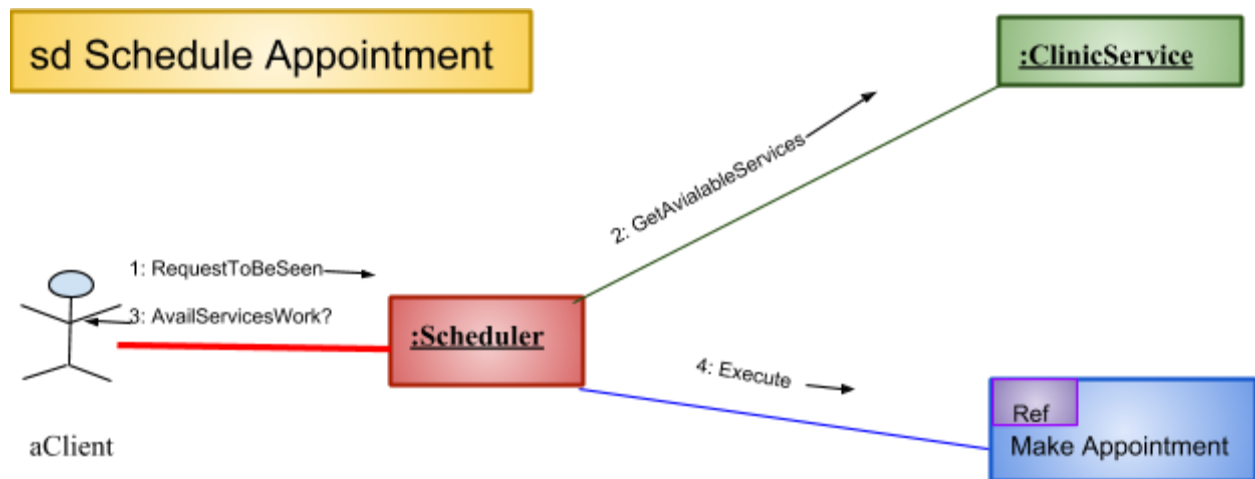 sd Schedule Appointment
:ClinicService
2: GetAvialableServices
1: RequestToBeSeen
3: AvailServicesWork?
:Scheduler
4: Execute
Ref
Make Appointment
aClient